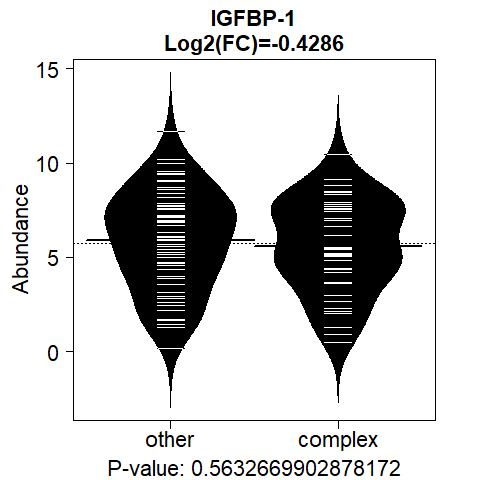 IGFBP-1
Log2(FC)=-0.4286
15
10
5
0
Abundance
other
complex
P-value: 0.5632669902878172